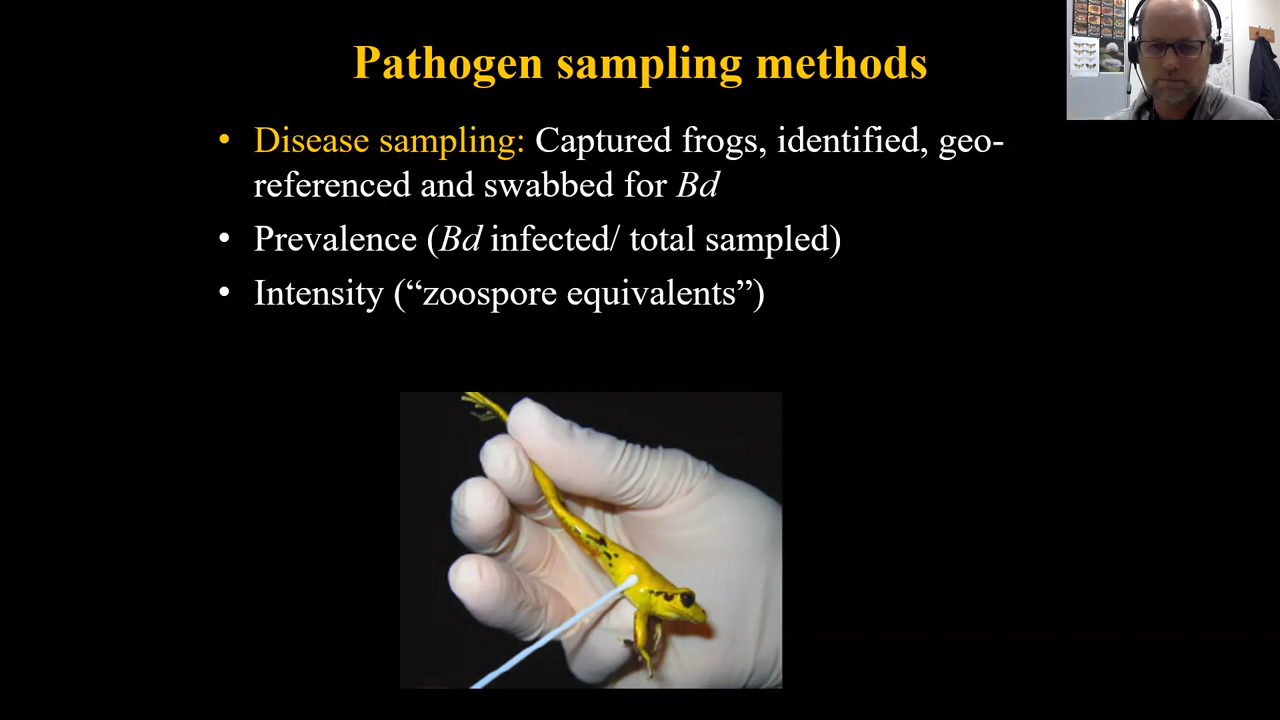 Pathogen sampling methods
• Disease sampling: Captured frogs, identified, geo-
referenced and swabbed for Bd
• Prevalence (Bd infected/ total sampled)
• Intensity (“zoospore equivalents”)